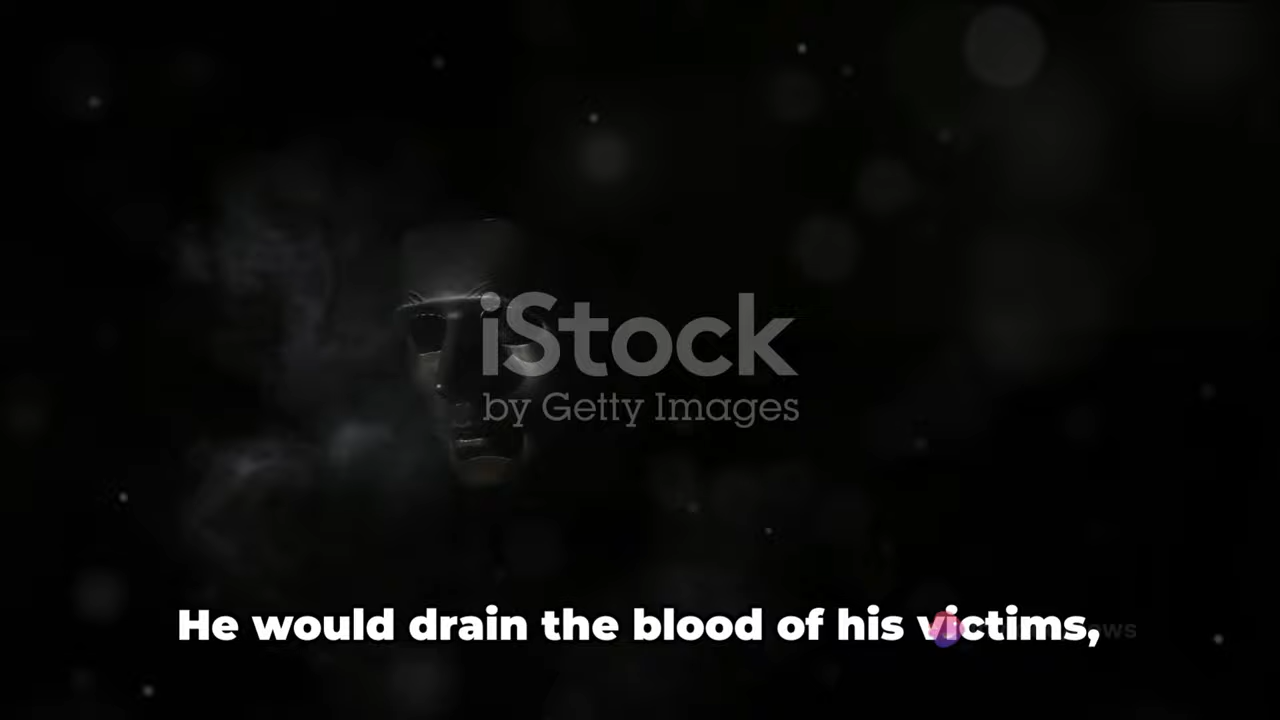 iStock
by Getty Images
He would drain the blood of his victims,